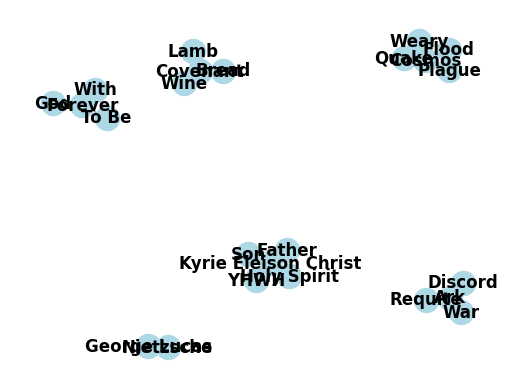 Lamb
Covenant
Bread
Wine
With
God
Forever
To Be
Weary
Flood
Quake
Cosmos
Plague
Father
Son
Kyrie Eleison Christ
Holy Spirit
YHWH
Discord
Ark
Requite
War
George Lucas
Nietzsche